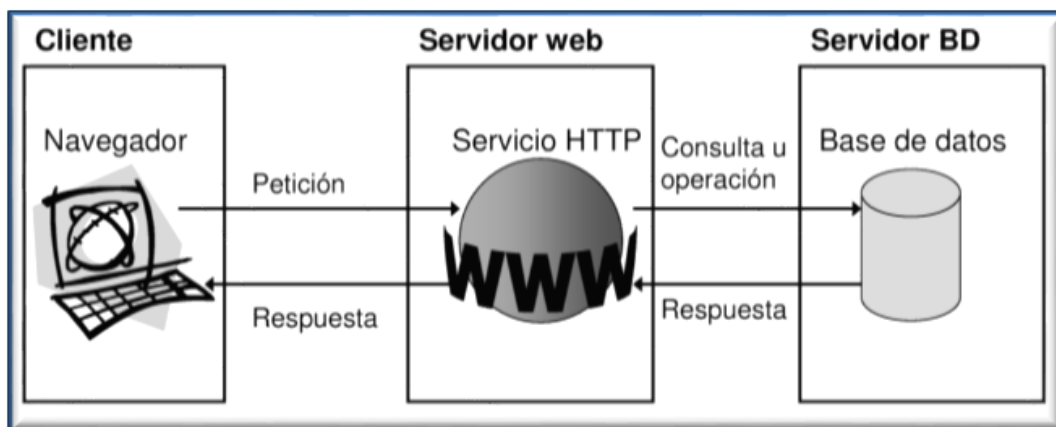 Cliente
Servidor web
Servidor BD
Navegador
Servicio HTTP
Base de datos
Petición
Consulta u
operación
WWW
Respuesta
Respuesta